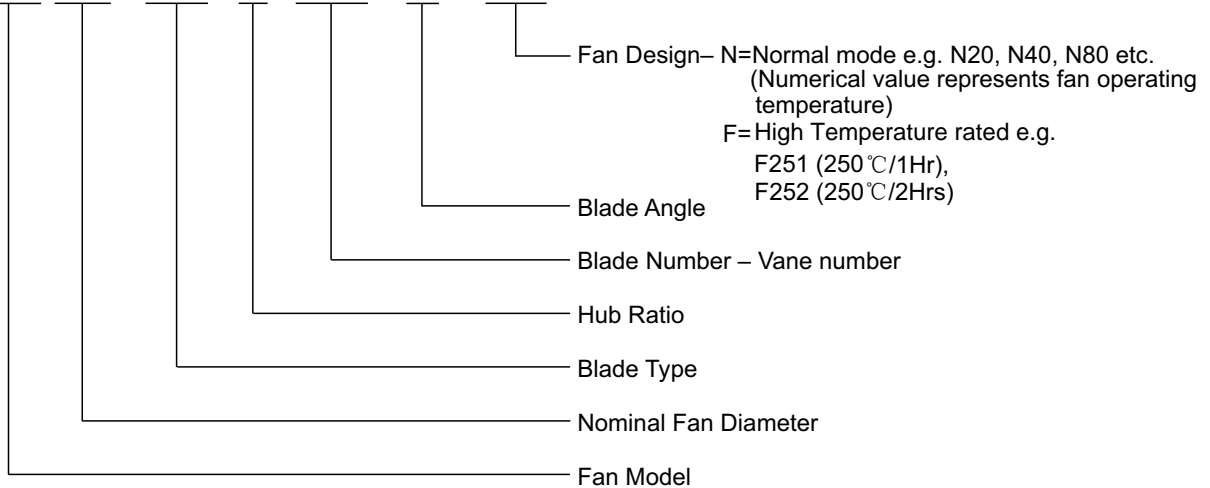 Fan Design– N=Normal mode e.g. N20, N40, N80 etc.
(Numerical value represents fan operating
temperature)
F=High Temperature rated e.g.
F251 (250℃/1Hr),
F252 (250℃/2Hrs)
Blade Angle
Blade Number – Vane number
Hub Ratio
Blade Type
Nominal Fan Diameter
Fan Model